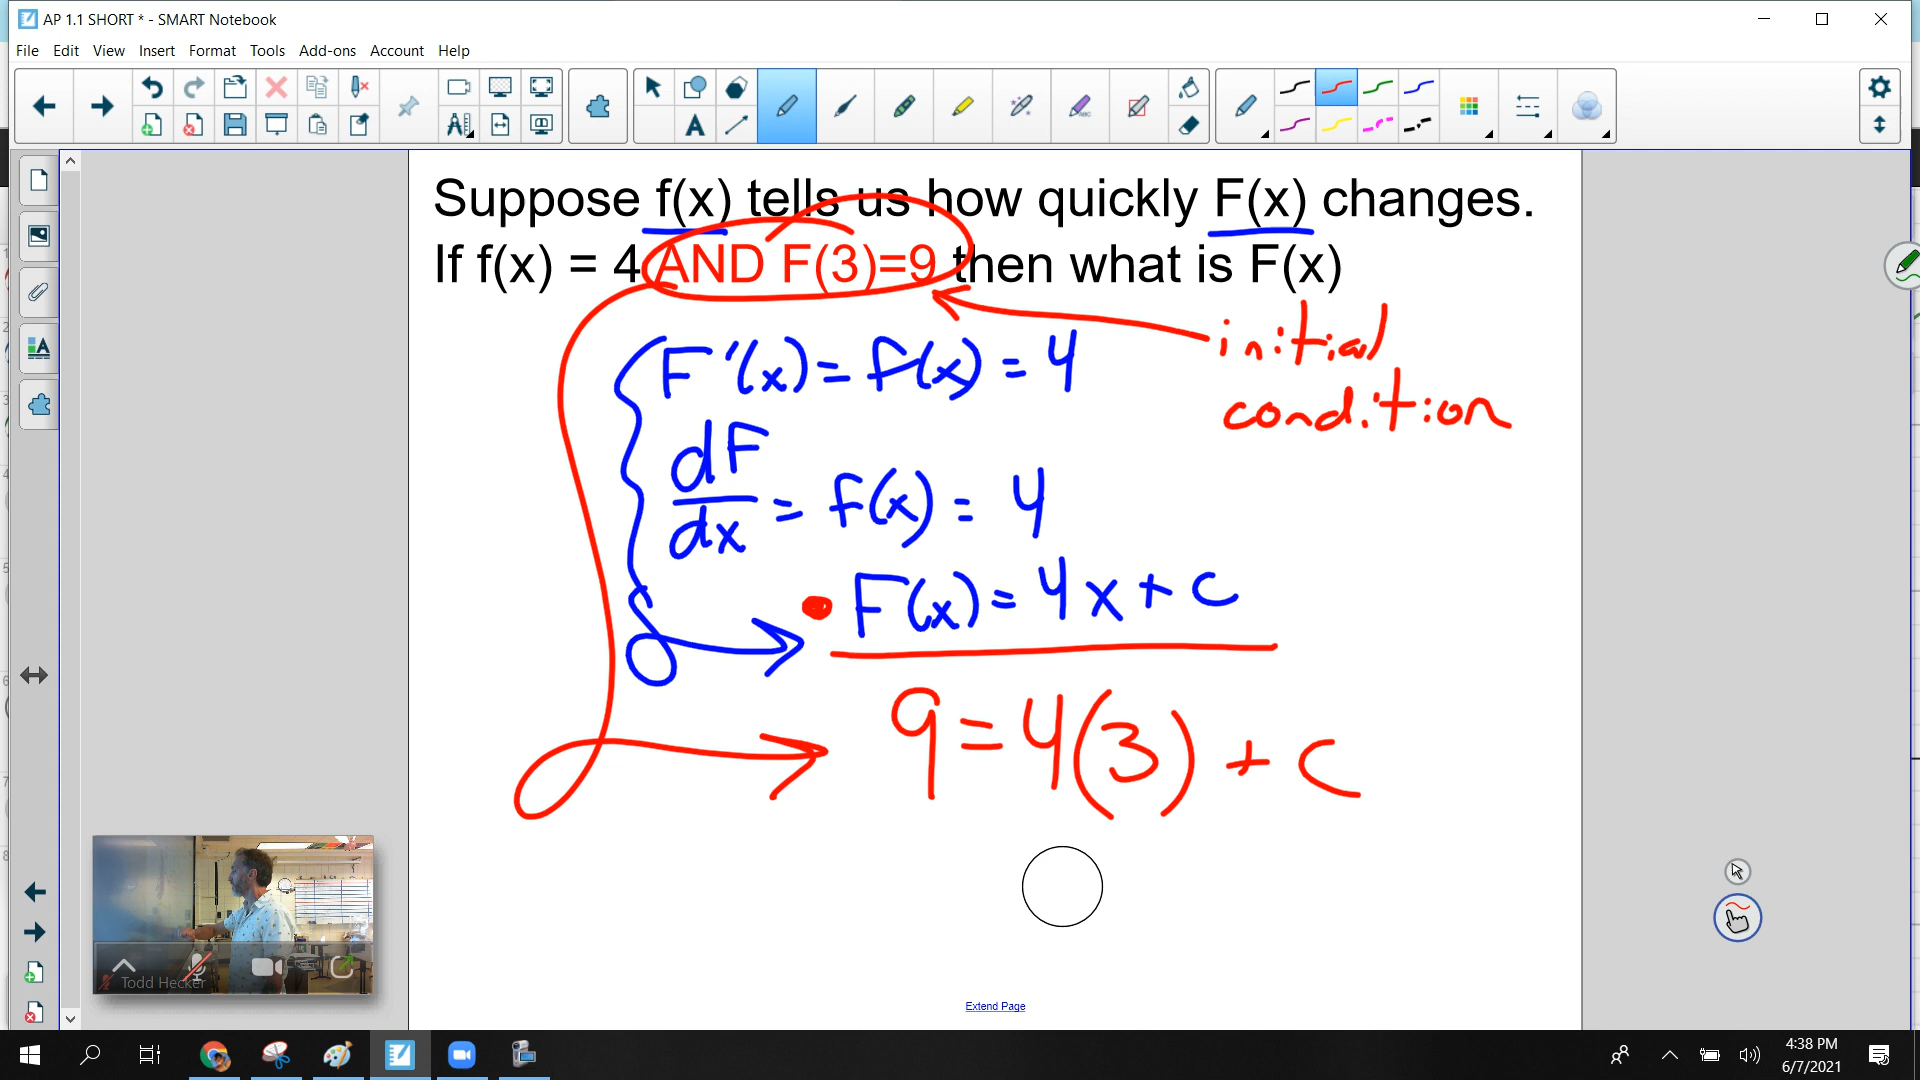 AP 1.1 SHORT * - SMART Notebook
File Edit View Insert Format Tools Add-ons Account Help
Suppose f(x) tells us how quickly F(x) changes.
If f(x) = 4 AND F(3)=9 then what is F(x)
initial
condition
F'(x) = f(x) = 4
dF/dx = f(x) = 4
F(x) = 4x + c
9 = 4(3) + c
Todd Hecker
Extend Page
4:38 PM
6/7/2021